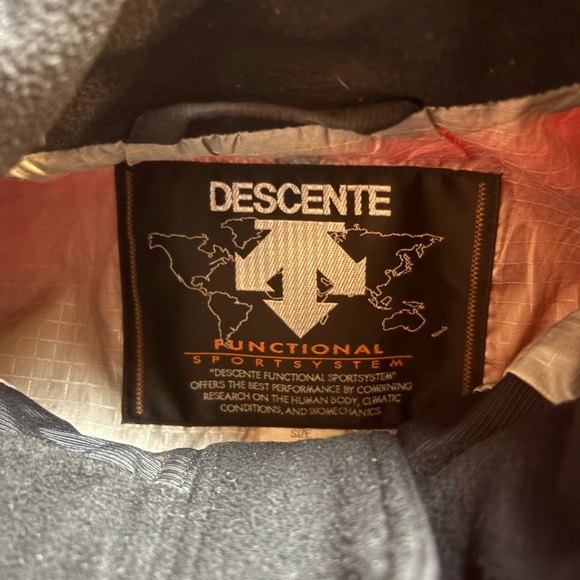 DESCENTE
FUNCTIONAL
SPORTSYSTEM
"DESCENTE FUNCTIONAL SPORTSYSTEM"
OFFERS THE BEST PERFORMANCE BY COMBINING
RESEARCH ON THE HUMAN BODY, CLIMATIC
CONDITIONS, AND BIOMECHANICS.
SIZE